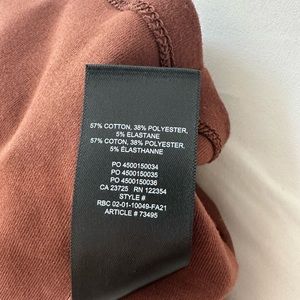 57% COTTON, 38% POLYESTER,
5% ELASTANE
57% COTON, 38% POLYESTER,
5% ÉLASTHANNE
PO 4500150034
PO 4500150035
PO 4500150036
CA 23725 RN 122354
STYLE #
RBC 02-01-10049-FA21
ARTICLE # 73495